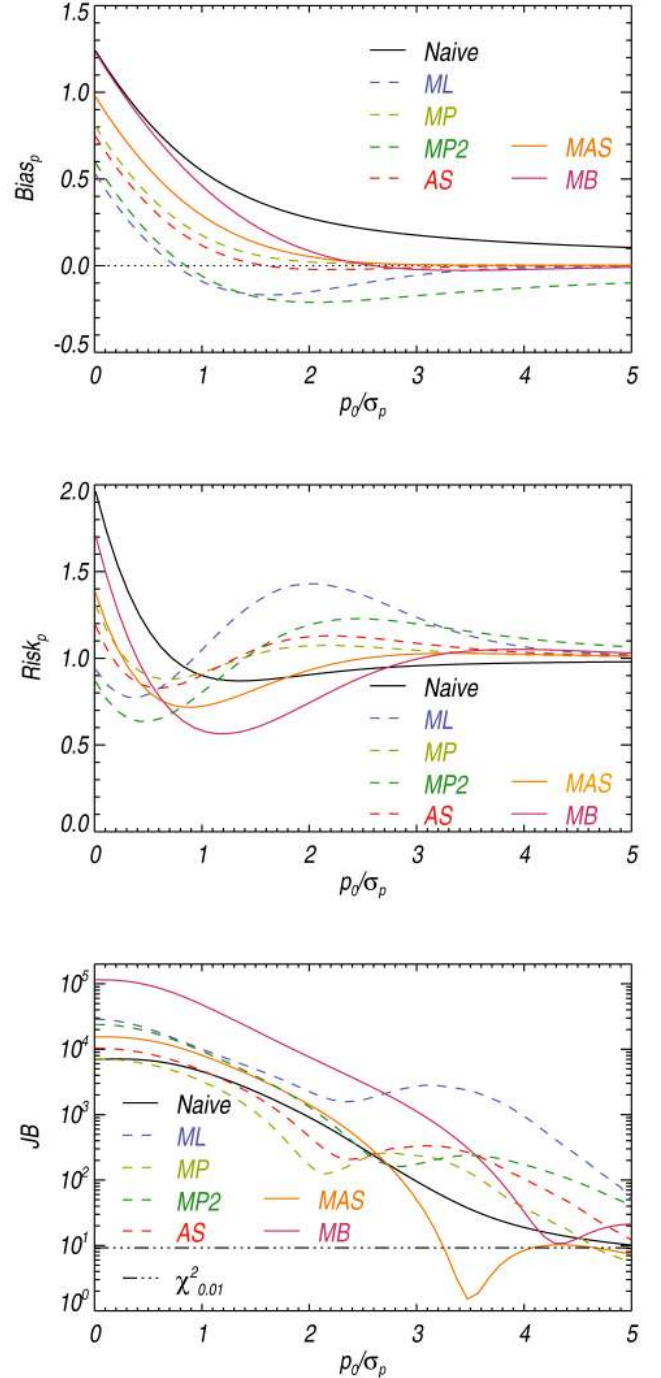 1.5
1.0
0.5
0.0
-0.5
Bias_p
Naive
ML
MP
MP2 MAS
AS MB
0 1 2 3 4 5
p_0/σ_p
2.0
1.5
1.0
0.5
0.0
Risk_p
Naive
ML
MP
MP2 MAS
AS MB
0 1 2 3 4 5
p_0/σ_p
10^5
10^4
10^3
10^2
10^1
10^0
JB
Naive
ML
MP
MP2 MAS
AS MB
χ^2_0.01
0 1 2 3 4 5
p_0/σ_p